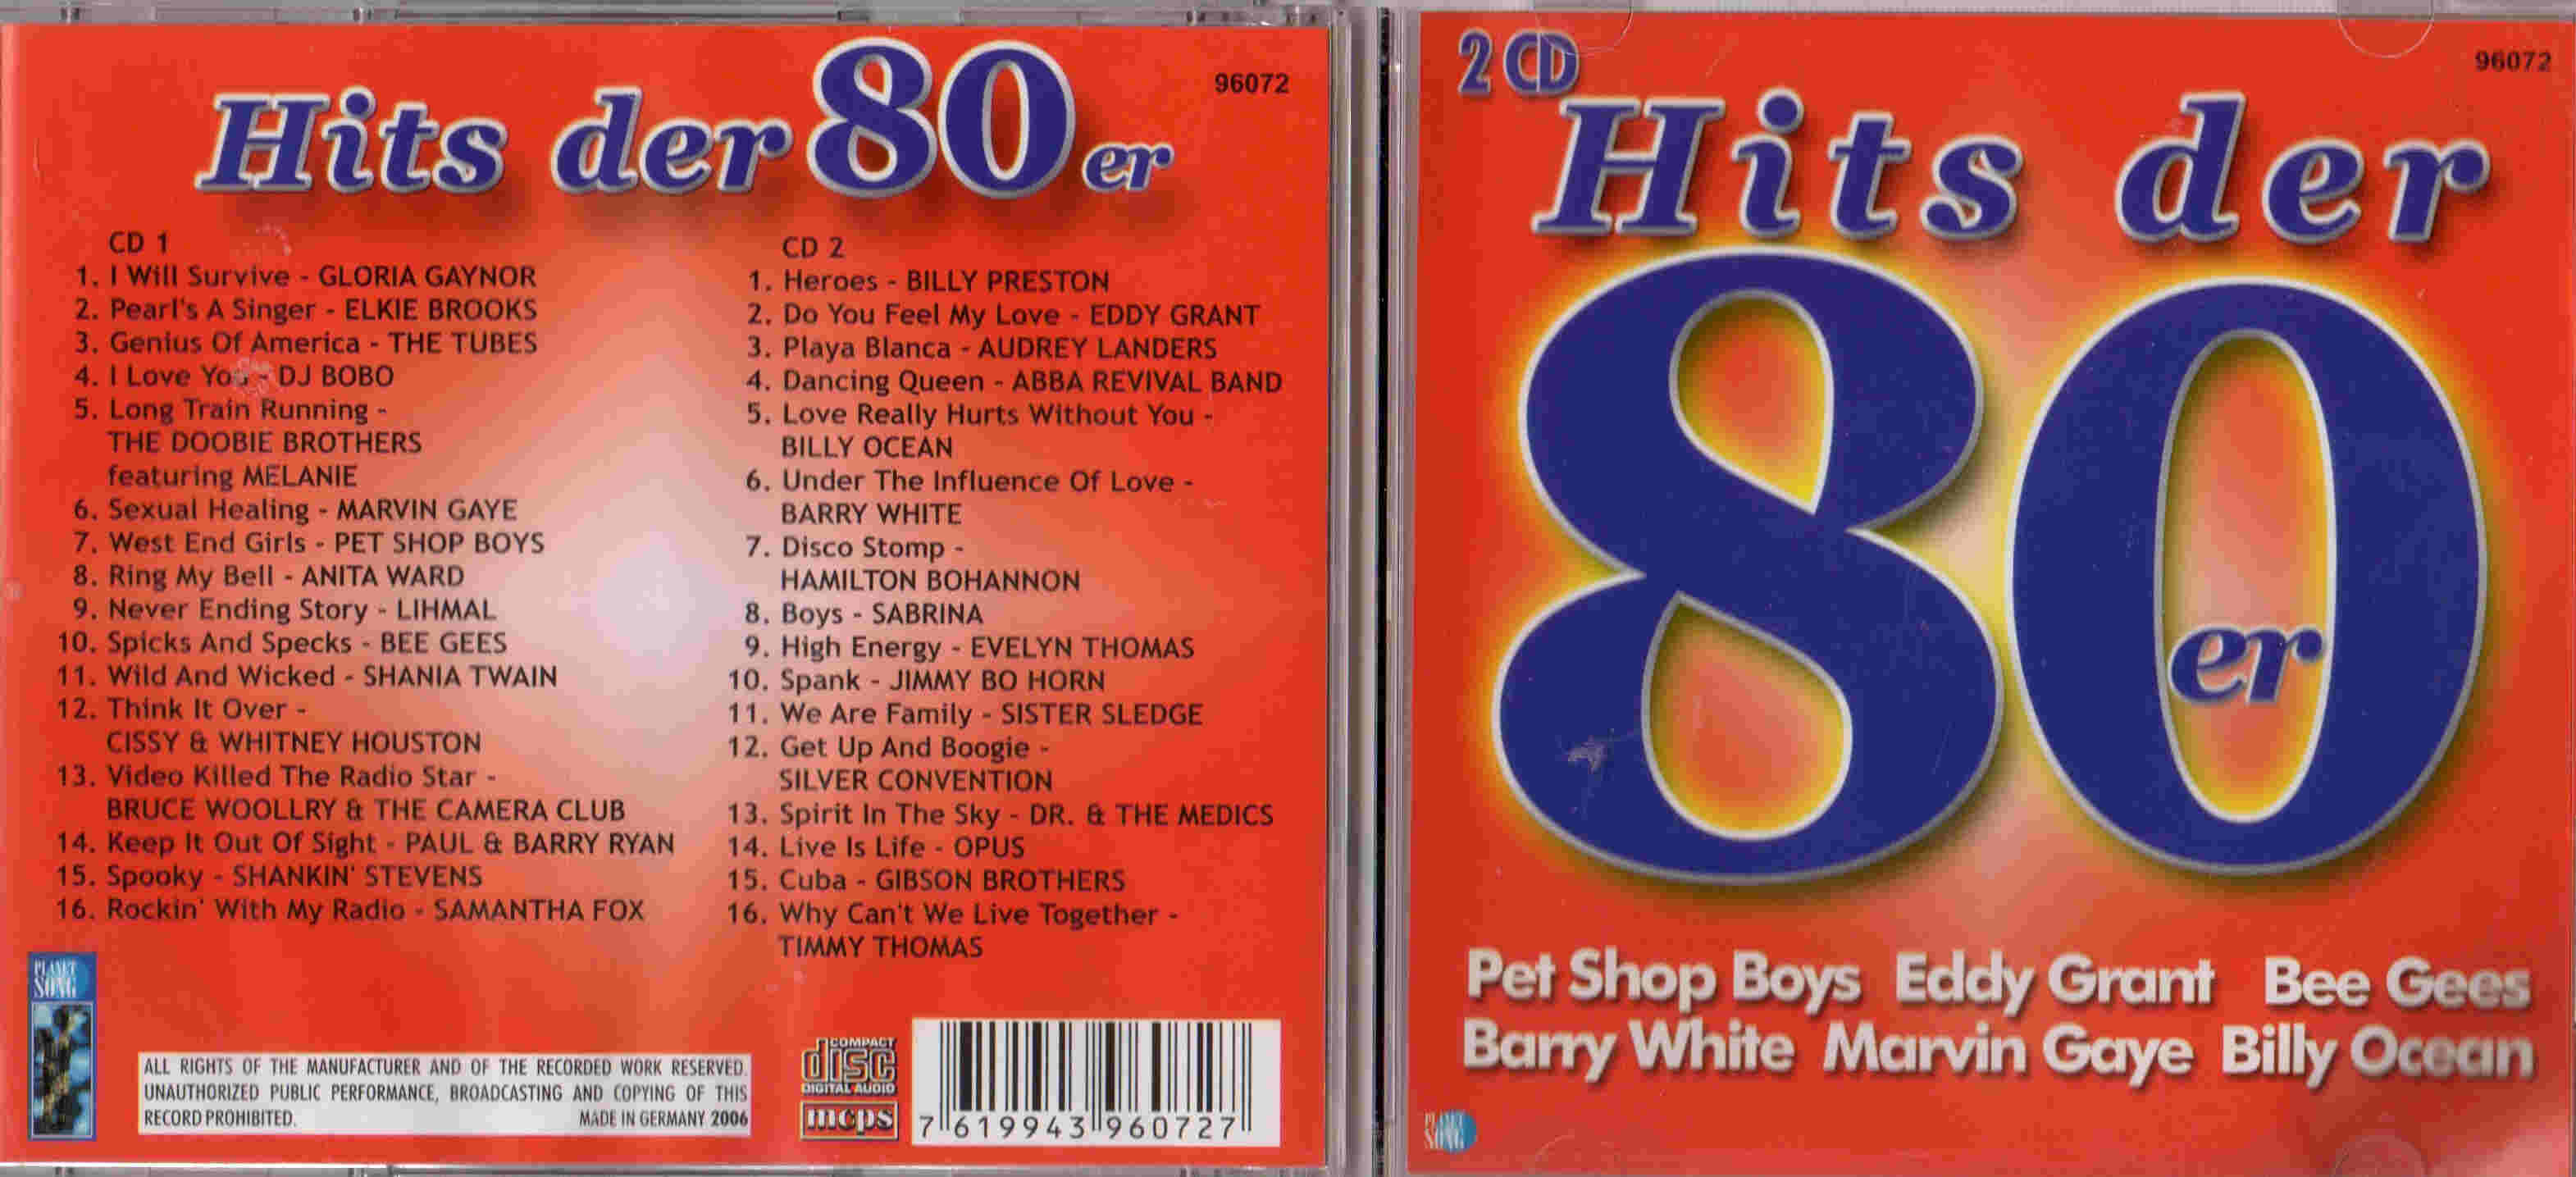 Hits der 80er
96072
CD 1
1. I Will Survive - GLORIA GAYNOR
2. Pearl's A Singer - ELKIE BROOKS
3. Genius Of America - THE TUBES
4. I Love You - DJ BOBO
5. Long Train Running -
THE DOOBIE BROTHERS
featuring MELANIE
6. Sexual Healing - MARVIN GAYE
7. West End Girls - PET SHOP BOYS
8. Ring My Bell - ANITA WARD
9. Never Ending Story - LIHMAL
10. Spicks And Specks - BEE GEES
11. Wild And Wicked - SHANIA TWAIN
12. Think It Over -
CISSY & WHITNEY HOUSTON
13. Video Killed The Radio Star -
BRUCE WOOLLRY & THE CAMERA CLUB
14. Keep It Out Of Sight - PAUL & BARRY RYAN
15. Spooky - SHANKIN' STEVENS
16. Rockin' With My Radio - SAMANTHA FOX
CD 2
1. Heroes - BILLY PRESTON
2. Do You Feel My Love - EDDY GRANT
3. Playa Blanca - AUDREY LANDERS
4. Dancing Queen - ABBA REVIVAL BAND
5. Love Really Hurts Without You -
BILLY OCEAN
6. Under The Influence Of Love -
BARRY WHITE
7. Disco Stomp -
HAMILTON BOHANNON
8. Boys - SABRINA
9. High Energy - EVELYN THOMAS
10. Spank - JIMMY BO HORN
11. We Are Family - SISTER SLEDGE
12. Get Up And Boogie -
SILVER CONVENTION
13. Spirit In The Sky - DR. & THE MEDICS
14. Live Is Life - OPUS
15. Cuba - GIBSON BROTHERS
16. Why Can't We Live Together -
TIMMY THOMAS
PLANET
SONG
ALL RIGHTS OF THE MANUFACTURER AND OF THE RECORDED WORK RESERVED.
UNAUTHORIZED PUBLIC PERFORMANCE, BROADCASTING AND COPYING OF THIS
RECORD PROHIBITED. MADE IN GERMANY 2006
COMPACT
disc
DIGITAL AUDIO
mcps
7 619943 960727
2 CD
96072
Hits der
80
er
Pet Shop Boys Eddy Grant Bee Gees
Barry White Marvin Gaye Billy Ocean
PLANET
SONG